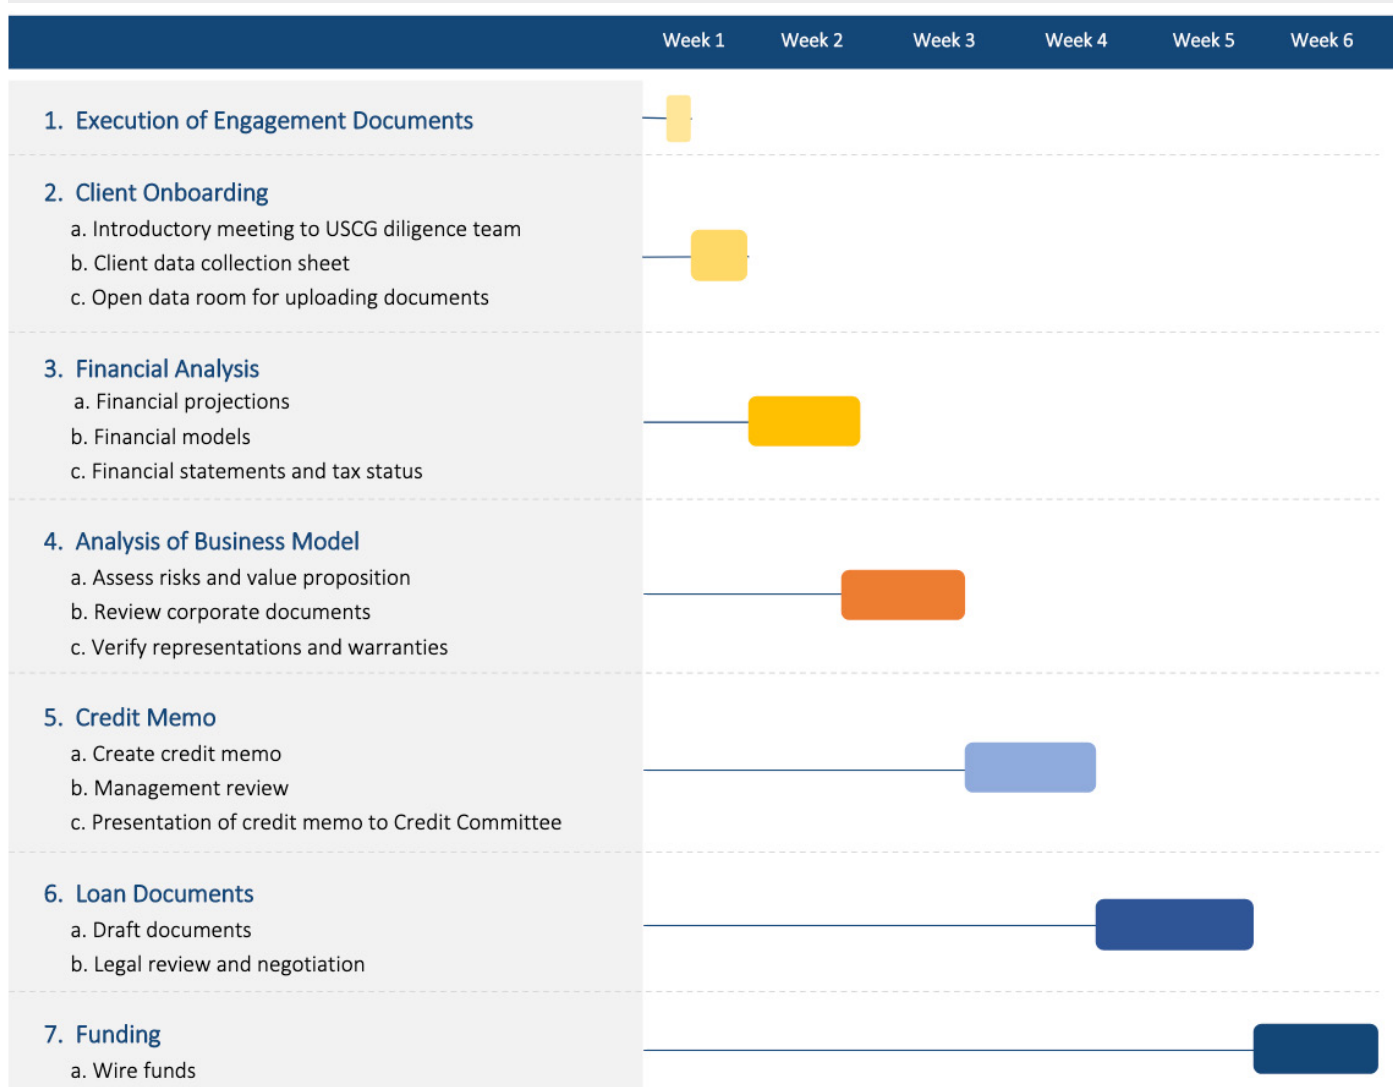 Week 1 Week 2 Week 3 Week 4 Week 5 Week 6
1. Execution of Engagement Documents
2. Client Onboarding
a. Introductory meeting to USCG diligence team
b. Client data collection sheet
c. Open data room for uploading documents
3. Financial Analysis
a. Financial projections
b. Financial models
c. Financial statements and tax status
4. Analysis of Business Model
a. Assess risks and value proposition
b. Review corporate documents
c. Verify representations and warranties
5. Credit Memo
a. Create credit memo
b. Management review
c. Presentation of credit memo to Credit Committee
6. Loan Documents
a. Draft documents
b. Legal review and negotiation
7. Funding
a. Wire funds